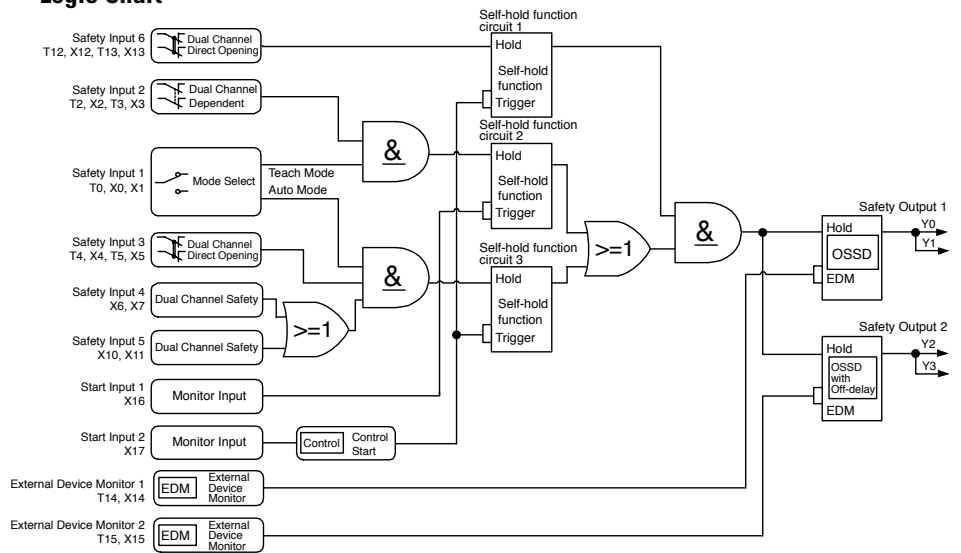 Logic Chart
Safety Input 6
T12, X12, T13, X13
Dual Channel
Direct Opening
Safety Input 2
T2, X2, T3, X3
Dual Channel
Dependent
Safety Input 1
T0, X0, X1
Mode Select
Teach Mode
Auto Mode
Safety Input 3
T4, X4, T5, X5
Dual Channel
Direct Opening
Safety Input 4
X6, X7
Dual Channel Safety
Safety Input 5
X10, X11
Dual Channel Safety
Start Input 1
X16
Monitor Input
Start Input 2
X17
Monitor Input
Control
Control
Start
External Device Monitor 1
T14, X14
EDM
External
Device
Monitor
External Device Monitor 2
T15, X15
EDM
External
Device
Monitor
&
&
>=1
Self-hold function
circuit 1
Hold
Self-hold
function
Trigger
Self-hold function
circuit 2
Hold
Self-hold
function
Trigger
Self-hold function
circuit 3
Hold
Self-hold
function
Trigger
>=1
&
Safety Output 1
Hold
OSSD
EDM
Y0
Y1
Safety Output 2
Hold
OSSD
with
Off-delay
EDM
Y2
Y3